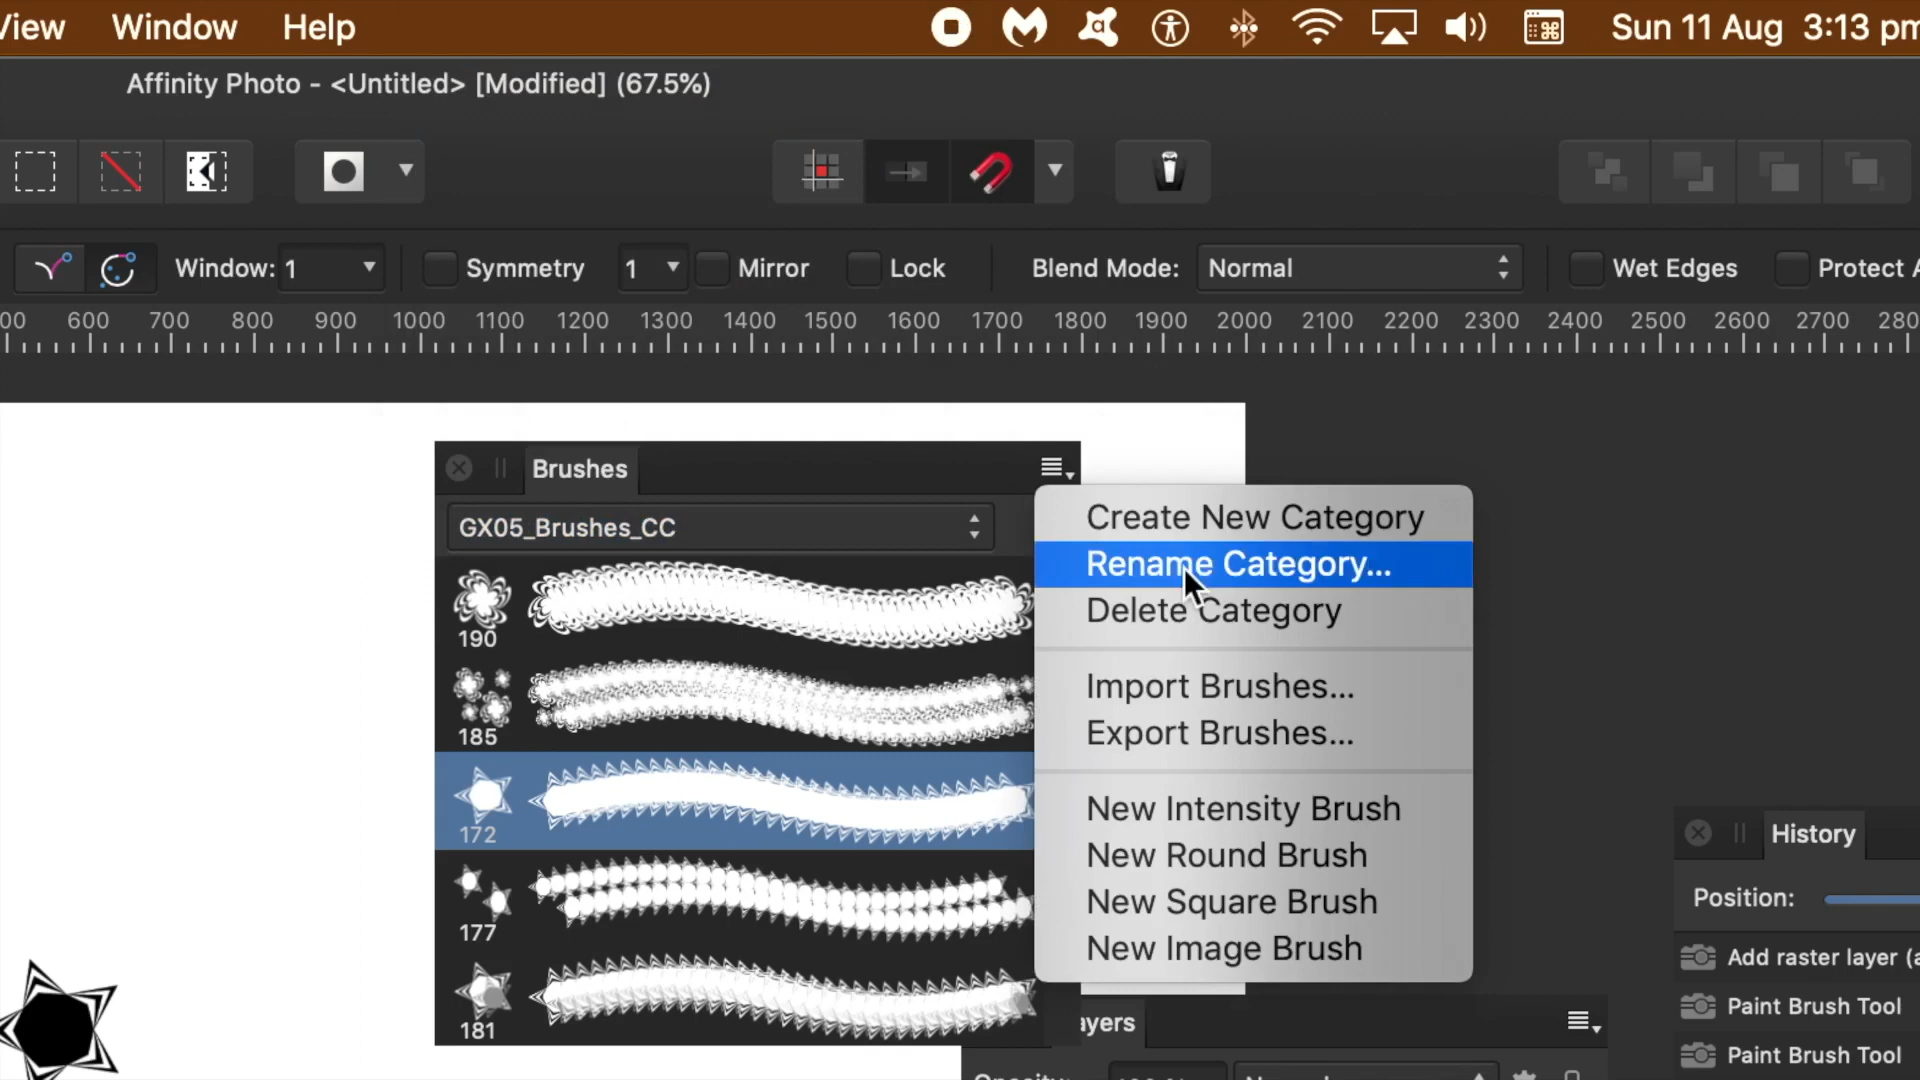 View Window Help Sun 11 Aug 3:13 pm
Affinity Photo - <Untitled> [Modified] (67.5%)
Window: 1 Symmetry 1 Mirror Lock Blend Mode: Normal Wet Edges Protect A
00 600 700 800 900 1000 1100 1200 1300 1400 1500 1600 1700 1800 1900 2000 2100 2200 2300 2400 2500 2600 2700 280
Brushes
GX05_Brushes_CC
190
185
172
177
181
Create New Category
Rename Category...
Delete Category
Import Brushes...
Export Brushes...
New Intensity Brush
New Round Brush
New Square Brush
New Image Brush
History
Position:
Add raster layer (a
Paint Brush Tool
Paint Brush Tool
ayers